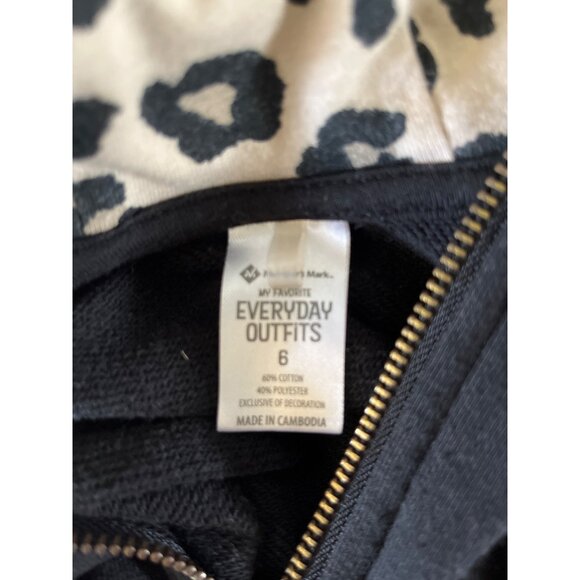 Member's Mark
MY FAVORITE
EVERYDAY
OUTFITS
6
60% COTTON
40% POLYESTER
EXCLUSIVE OF DECORATION
MADE IN CAMBODIA